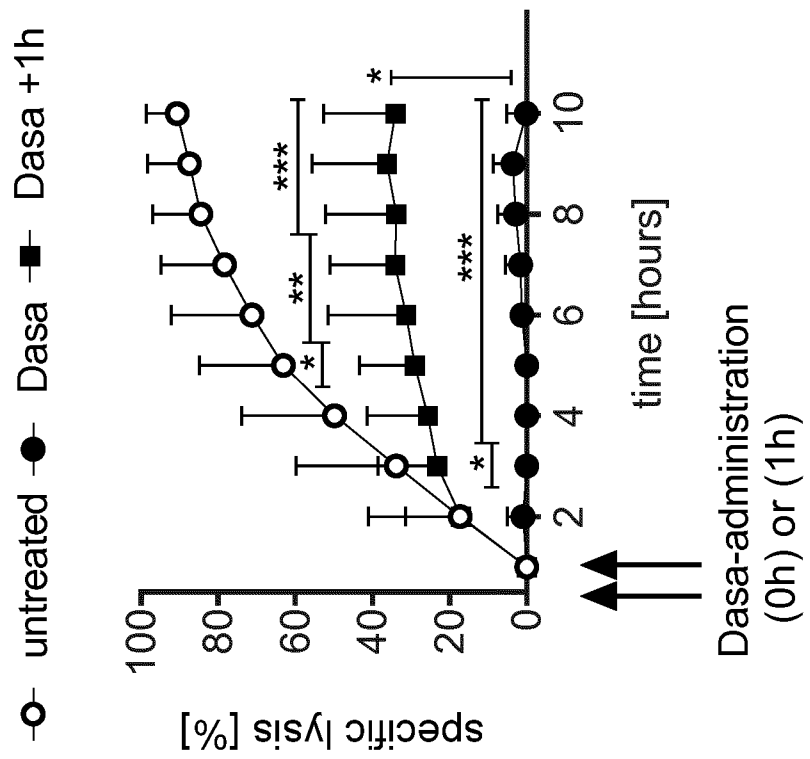 untreated Dasa Dasa +1h
100
80
60
40
20
0
specific lysis [%]
*
**
***
*
*
***
2 4 6 8 10
time [hours]
Dasa-administration
(0h) or (1h)